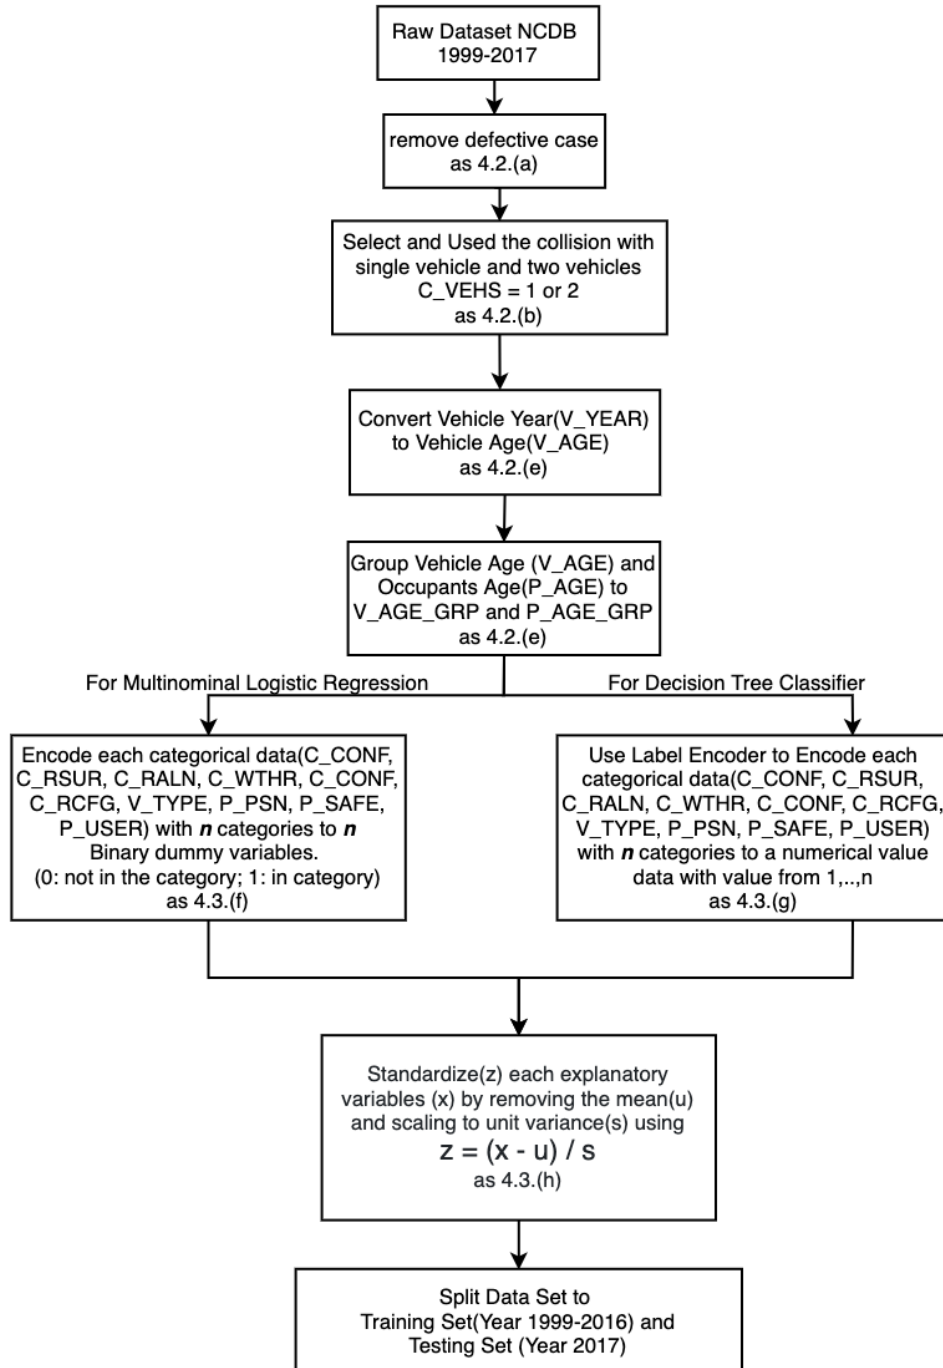 Raw Dataset NCDB
1999-2017
remove defective case
as 4.2.(a)
Select and Used the collision with
single vehicle and two vehicles
C_VEHS = 1 or 2
as 4.2.(b)
Convert Vehicle Year(V_YEAR)
to Vehicle Age(V_AGE)
as 4.2.(e)
Group Vehicle Age (V_AGE) and
Occupants Age(P_AGE) to
V_AGE_GRP and P_AGE_GRP
as 4.2.(e)
For Multinominal Logistic Regression
For Decision Tree Classifier
Encode each categorical data(C_CONF,
C_RSUR, C_RALN, C_WTHR, C_CONF,
C_RCFG, V_TYPE, P_PSN, P_SAFE,
P_USER) with n categories to n
Binary dummy variables.
(0: not in the category; 1: in category)
as 4.3.(f)
Use Label Encoder to Encode each
categorical data(C_CONF, C_RSUR,
C_RALN, C_WTHR, C_CONF, C_RCFG,
V_TYPE, P_PSN, P_SAFE, P_USER)
with n categories to a numerical value
data with value from 1,..,n
as 4.3.(g)
Standardize(z) each explanatory
variables (x) by removing the mean(u)
and scaling to unit variance(s) using
z = (x - u) / s
as 4.3.(h)
Split Data Set to
Training Set(Year 1999-2016) and
Testing Set (Year 2017)